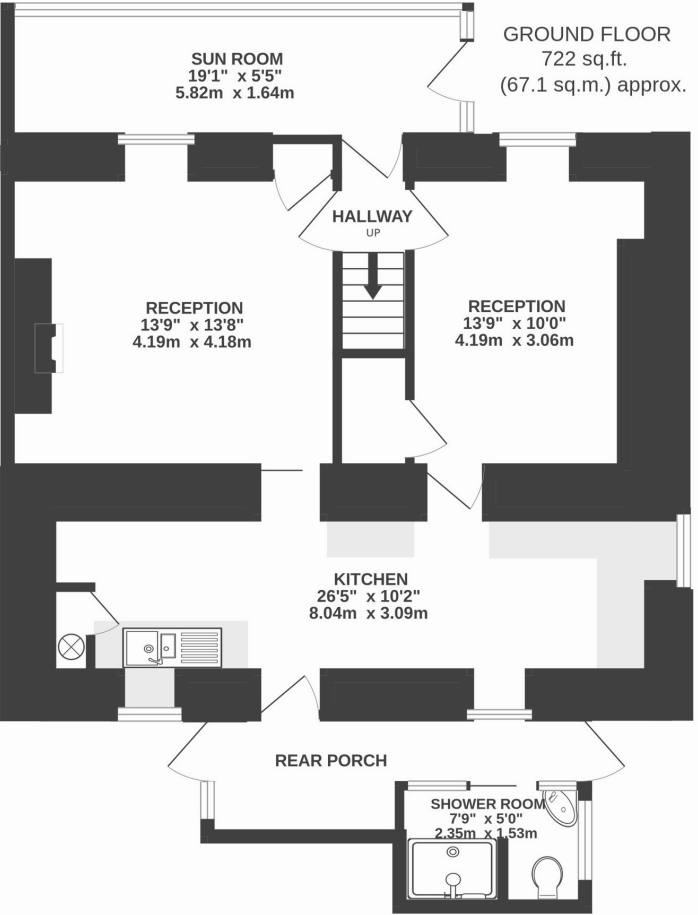 GROUND FLOOR
722 sq.ft.
(67.1 sq.m.) approx.
SUN ROOM
19'1" x 5'5"
5.82m x 1.64m
HALLWAY
UP
RECEPTION
13'9" x 13'8"
4.19m x 4.18m
RECEPTION
13'9" x 10'0"
4.19m x 3.06m
KITCHEN
26'5" x 10'2"
8.04m x 3.09m
REAR PORCH
SHOWER ROOM
7'9" x 5'0"
2.35m x 1.53m